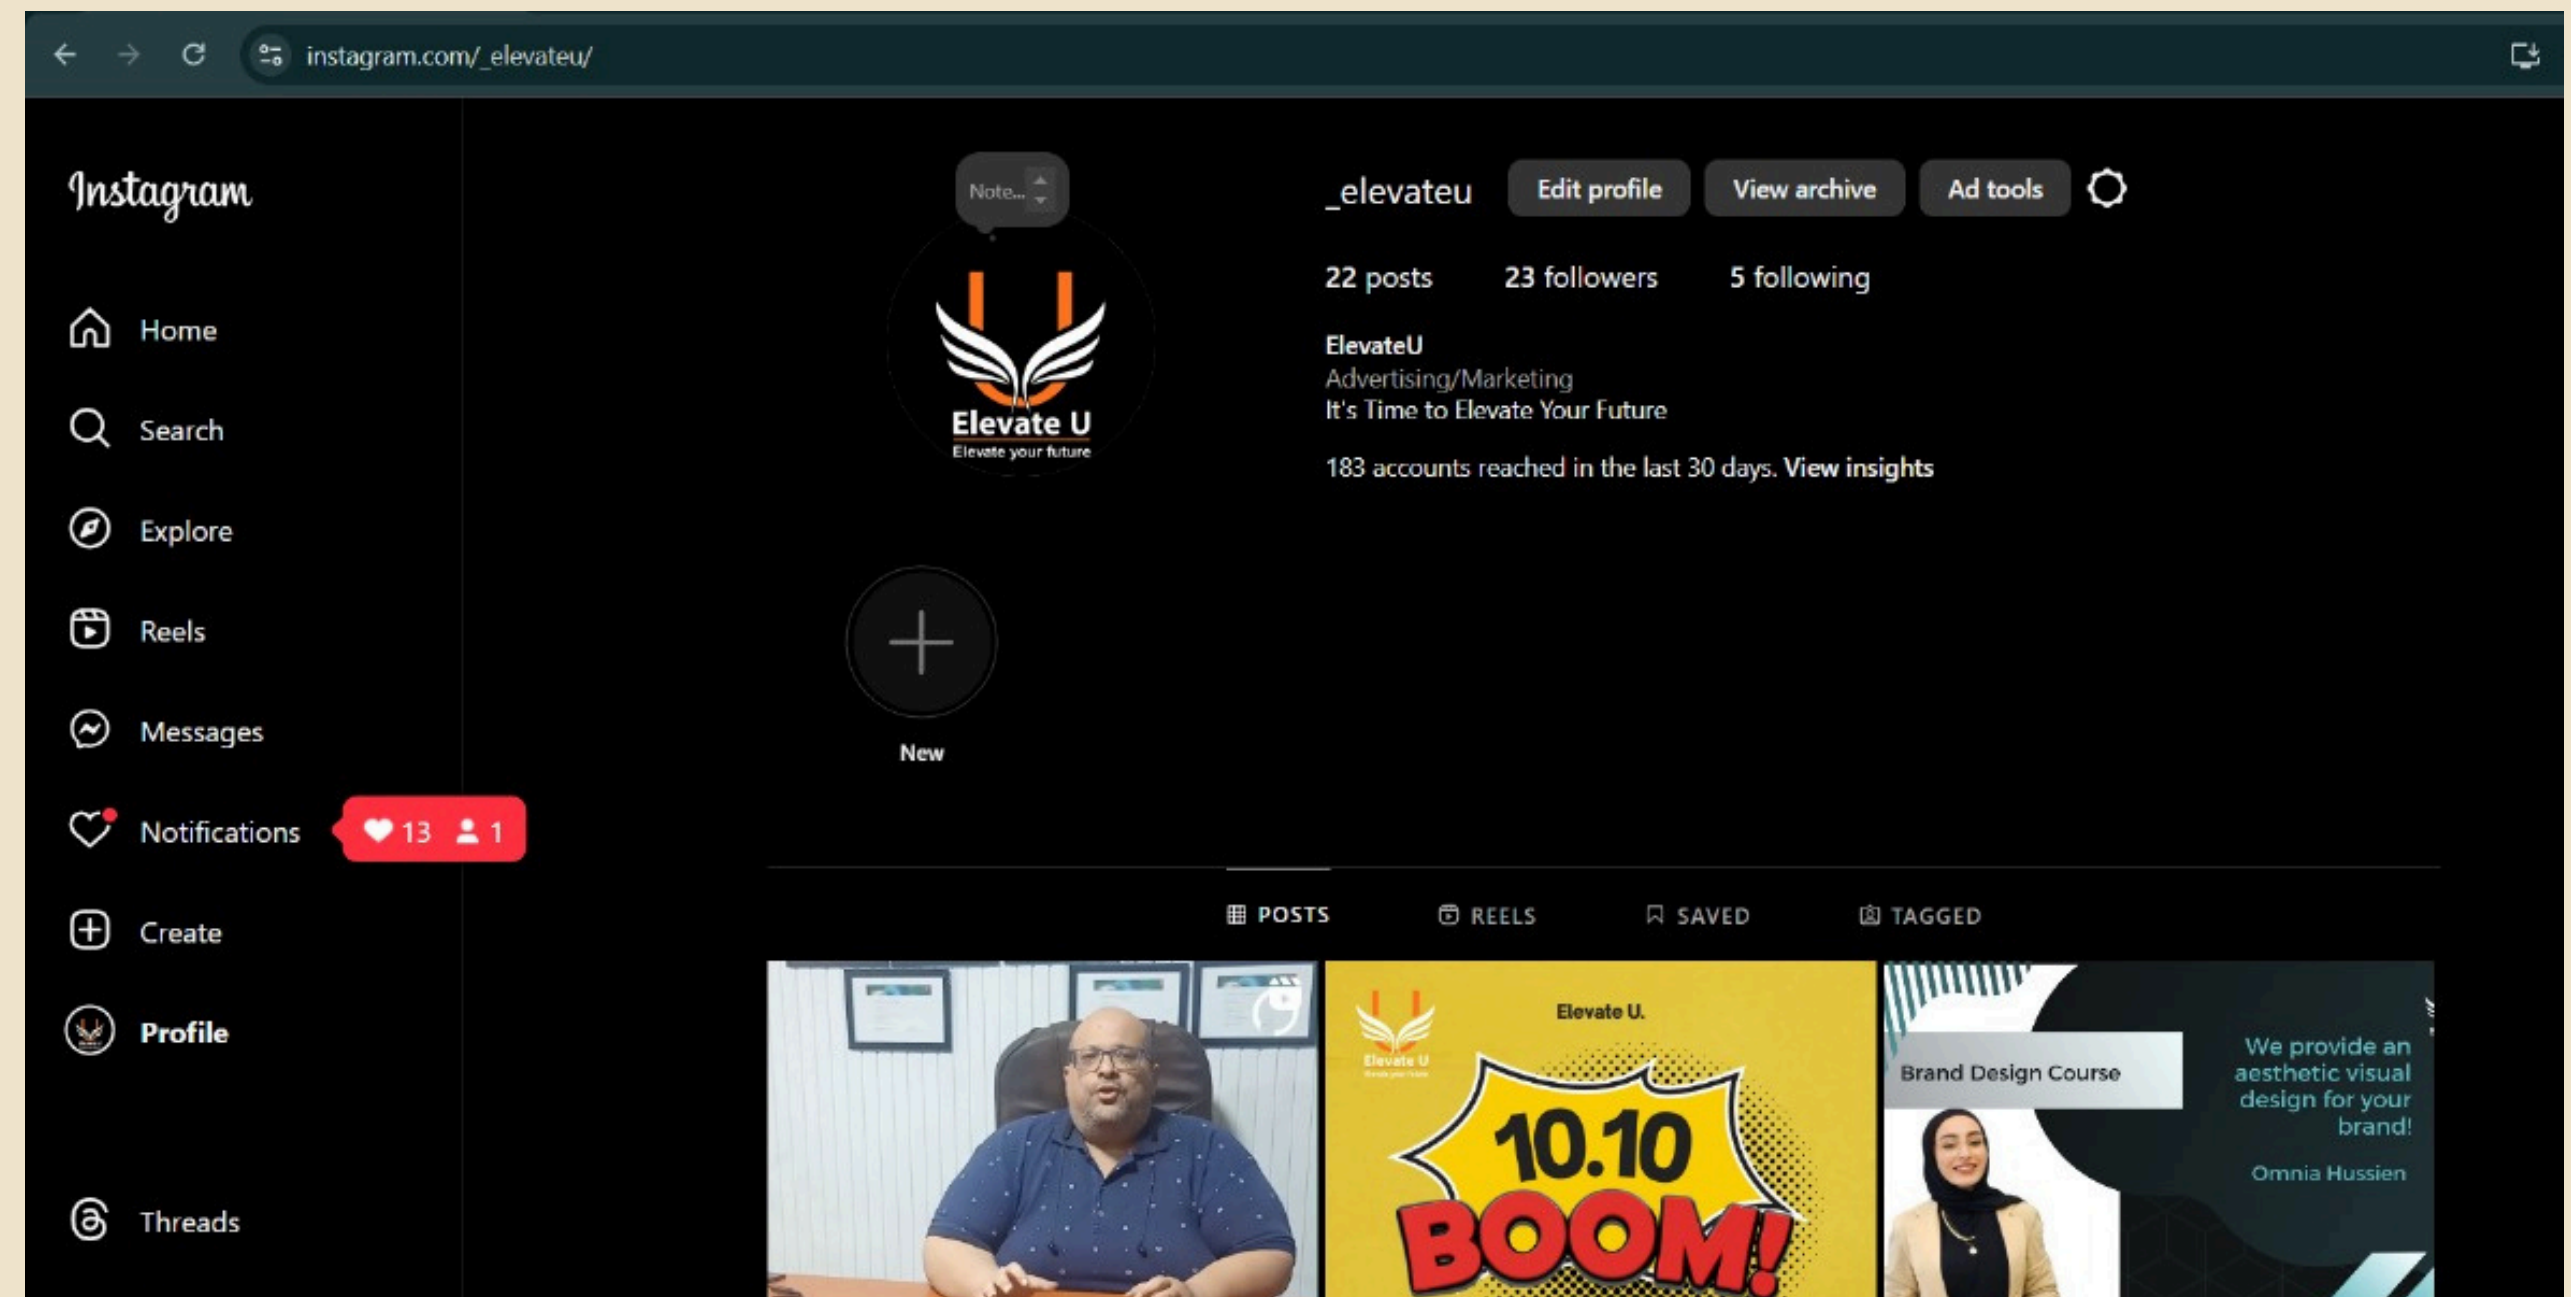 instagram.com/_elevateu/
Instagram
Home
Search
Explore
Reels
Messages
Notifications
13 1
Create
Profile
Threads
Note...
Elevate U
Elevate your future
_elevateu Edit profile View archive Ad tools
22 posts 23 followers 5 following
ElevateU
Advertising/Marketing
It's Time to Elevate Your Future
183 accounts reached in the last 30 days. View insights
New
POSTS REELS SAVED TAGGED
Elevate U
Elevate U.
10.10
BOOM!
Brand Design Course
We provide an
aesthetic visual
design for your
brand!
Omnia Hussien